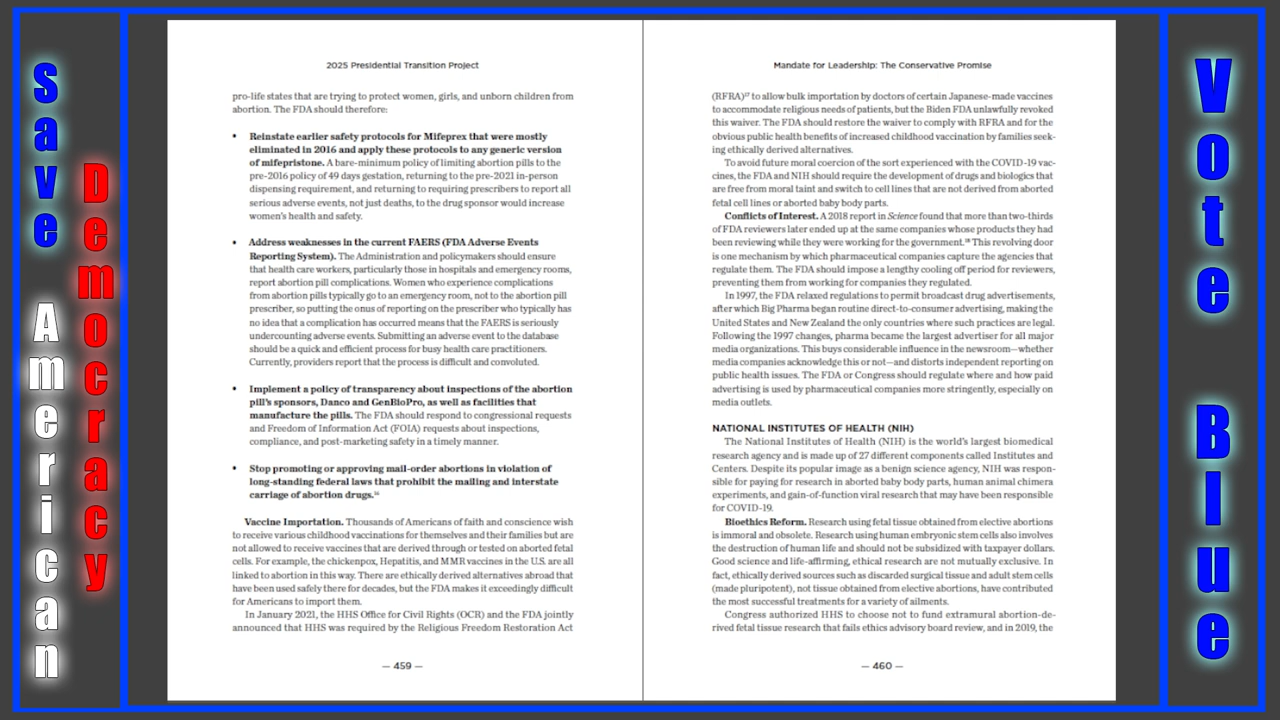 Save
American
Democracy
2025 Presidential Transition Project
pro-life states that are trying to protect women, girls, and unborn children from
abortion. The FDA should therefore:
• Reinstate earlier safety protocols for Mifeprex that were mostly
eliminated in 2016 and apply these protocols to any generic version
of mifepristone. A bare-minimum policy of limiting abortion pills to the
pre-2016 policy of 49 days gestation, returning to the pre-2021 in-person
dispensing requirement, and returning to requiring prescribers to report all
serious adverse events, not just deaths, to the drug sponsor would increase
women's health and safety.
• Address weaknesses in the current FAERS (FDA Adverse Events
Reporting System). The Administration and policymakers should ensure
that health care workers, particularly those in hospitals and emergency rooms,
report abortion pill complications. Women who experience complications
from abortion pills typically go to an emergency room, not to the abortion pill
prescriber, so putting the onus of reporting on the prescriber who typically has
no idea that a complication has occurred means that the FAERS is seriously
undercounting adverse events. Submitting an adverse event to the database
should be a quick and efficient process for busy health care practitioners.
Currently, providers report that the process is difficult and convoluted.
• Implement a policy of transparency about inspections of the abortion
pill's sponsors, Danco and GenBioPro, as well as facilities that
manufacture the pills. The FDA should respond to congressional requests
and Freedom of Information Act (FOIA) requests about inspections,
compliance, and post-marketing safety in a timely manner.
• Stop promoting or approving mail-order abortions in violation of
long-standing federal laws that prohibit the mailing and interstate
carriage of abortion drugs.16
Vaccine Importation. Thousands of Americans of faith and conscience wish
to receive various childhood vaccinations for themselves and their families but are
not allowed to receive vaccines that are derived through or tested on aborted fetal
cells. For example, the chickenpox, Hepatitis, and MMR vaccines in the U.S. are all
linked to abortion in this way. There are ethically derived alternatives abroad that
have been used safely there for decades, but the FDA makes it exceedingly difficult
for Americans to import them.
In January 2021, the HHS Office for Civil Rights (OCR) and the FDA jointly
announced that HHS was required by the Religious Freedom Restoration Act
— 459 —
Mandate for Leadership: The Conservative Promise
(RFRA)17 to allow bulk importation by doctors of certain Japanese-made vaccines
to accommodate religious needs of patients, but the Biden FDA unlawfully revoked
this waiver. The FDA should restore the waiver to comply with RFRA and for the
obvious public health benefits of increased childhood vaccination by families seek-
ing ethically derived alternatives.
To avoid future moral coercion of the sort experienced with the COVID-19 vac-
cines, the FDA and NIH should require the development of drugs and biologics that
are free from moral taint and switch to cell lines that are not derived from aborted
fetal cell lines or aborted baby body parts.
Conflicts of Interest. A 2018 report in Science found that more than two-thirds
of FDA reviewers later ended up at the same companies whose products they had
been reviewing while they were working for the government.18 This revolving door
is one mechanism by which pharmaceutical companies capture the agencies that
regulate them. The FDA should impose a lengthy cooling off period for reviewers,
preventing them from working for companies they regulated.
In 1997, the FDA relaxed regulations to permit broadcast drug advertisements,
after which Big Pharma began routine direct-to-consumer advertising, making the
United States and New Zealand the only countries where such practices are legal.
Following the 1997 changes, pharma became the largest advertiser for all major
media organizations. This buys considerable influence in the newsroom—whether
media companies acknowledge this or not—and distorts independent reporting on
public health issues. The FDA or Congress should regulate where and how paid
advertising is used by pharmaceutical companies more stringently, especially on
media outlets.
NATIONAL INSTITUTES OF HEALTH (NIH)
The National Institutes of Health (NIH) is the world's largest biomedical
research agency and is made up of 27 different components called Institutes and
Centers. Despite its popular image as a benign science agency, NIH was respon-
sible for paying for research in aborted baby body parts, human animal chimera
experiments, and gain-of-function viral research that may have been responsible
for COVID-19.
Bioethics Reform. Research using fetal tissue obtained from elective abortions
is immoral and obsolete. Research using human embryonic stem cells also involves
the destruction of human life and should not be subsidized with taxpayer dollars.
Good science and life-affirming, ethical research are not mutually exclusive. In
fact, ethically derived sources such as discarded surgical tissue and adult stem cells
(made pluripotent), not tissue obtained from elective abortions, have contributed
the most successful treatments for a variety of ailments.
Congress authorized HHS to choose not to fund extramural abortion-de-
rived fetal tissue research that fails ethics advisory board review, and in 2019, the
— 460 —
Vote
Blue